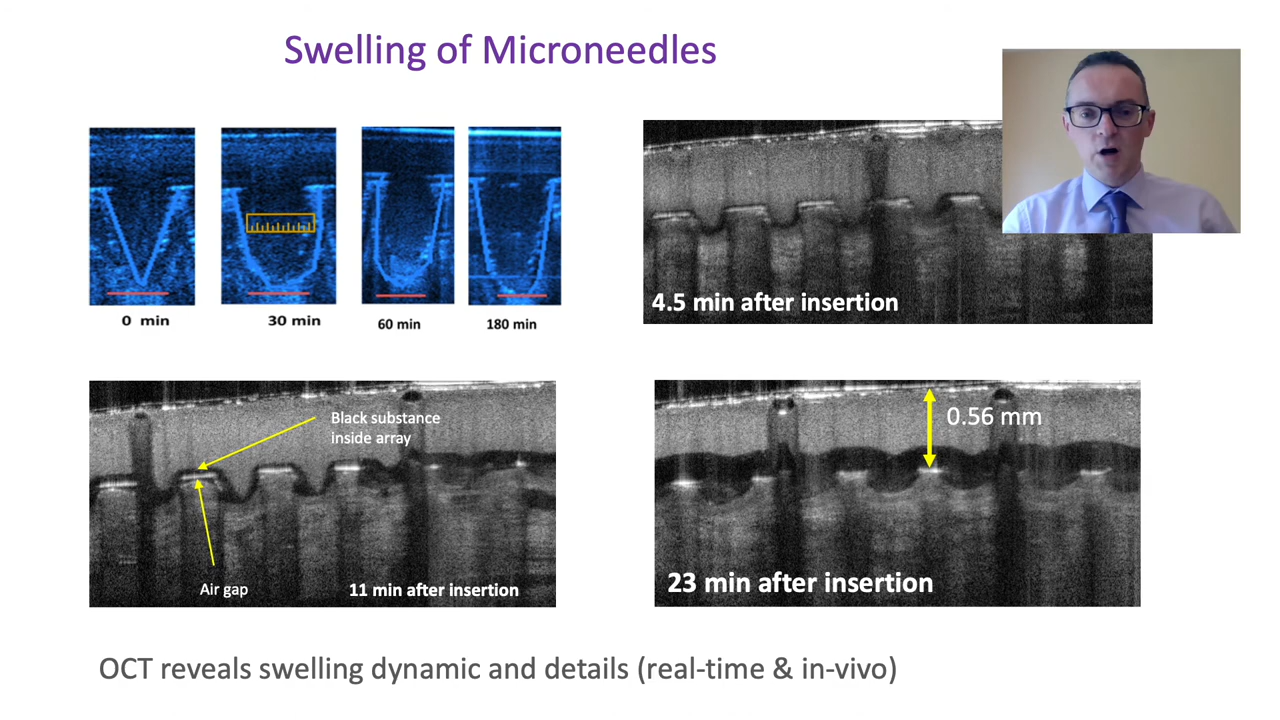 Swelling of Microneedles
0 min
30 min
60 min
180 min
4.5 min after insertion
Black substance
inside array
Air gap
11 min after insertion
0.56 mm
23 min after insertion
OCT reveals swelling dynamic and details (real-time & in-vivo)